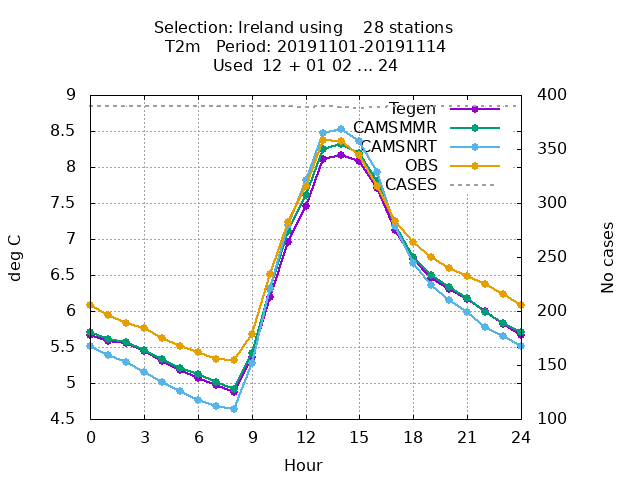 Selection: Ireland using 28 stations
T2m Period: 20191101-20191114
Used 12 + 01 02 ... 24
9
8.5
8
7.5
7
6.5
6
5.5
5
4.5
400
350
300
250
200
150
100
Tegen
CAMSMMR
CAMSNRT
OBS
CASES
deg C
No cases
0 3 6 9 12 15 18 21 24
Hour